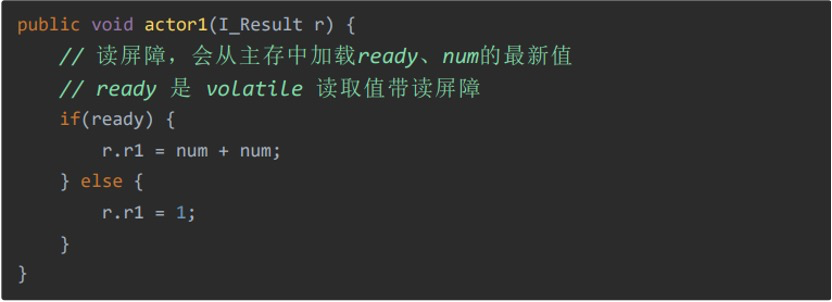 public void actor1(I_Result r) {
    // 读屏障，会从主存中加载ready、num的最新值
    // ready 是 volatile 读取值带读屏障
    if(ready) {
        r.r1 = num + num;
    } else {
        r.r1 = 1;
    }
}